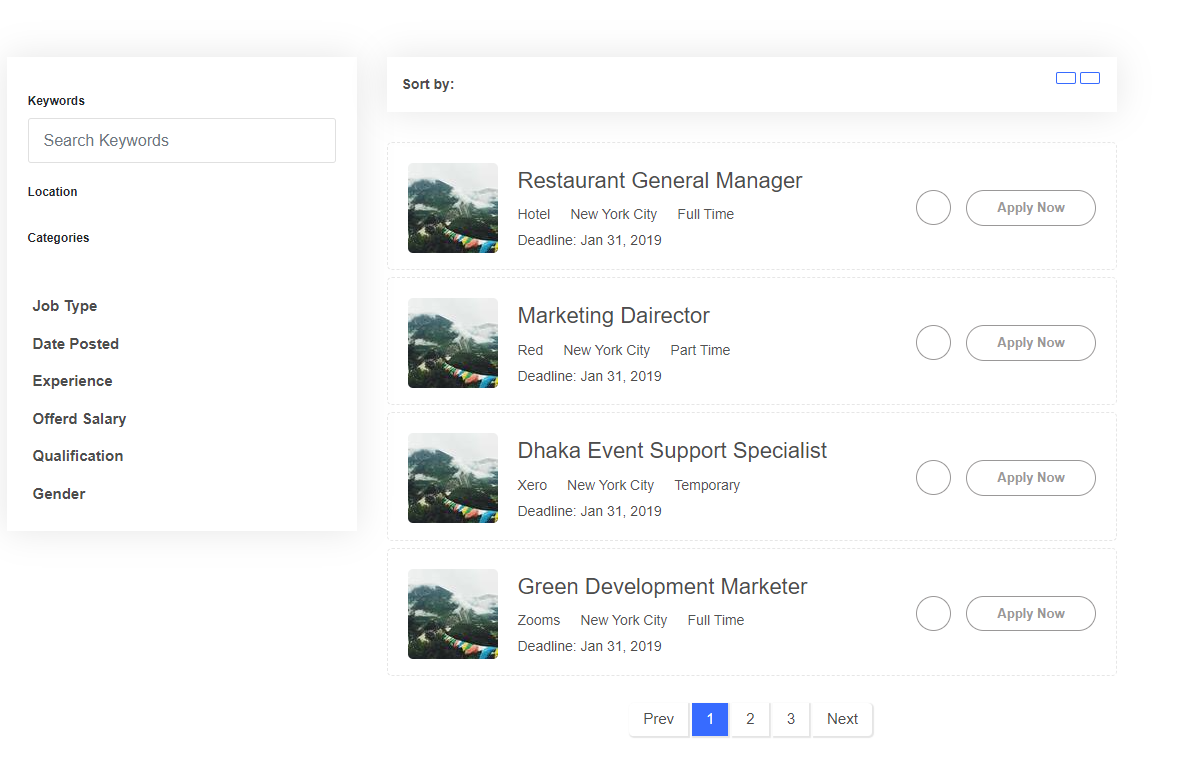 Keywords
Search Keywords
Location
Categories
Job Type
Date Posted
Experience
Offerd Salary
Qualification
Gender
Sort by:
Restaurant General Manager
Hotel New York City Full Time
Deadline: Jan 31, 2019
Apply Now
Marketing Dairector
Red New York City Part Time
Deadline: Jan 31, 2019
Apply Now
Dhaka Event Support Specialist
Xero New York City Temporary
Deadline: Jan 31, 2019
Apply Now
Green Development Marketer
Zooms New York City Full Time
Deadline: Jan 31, 2019
Apply Now
Prev 1 2 3 Next